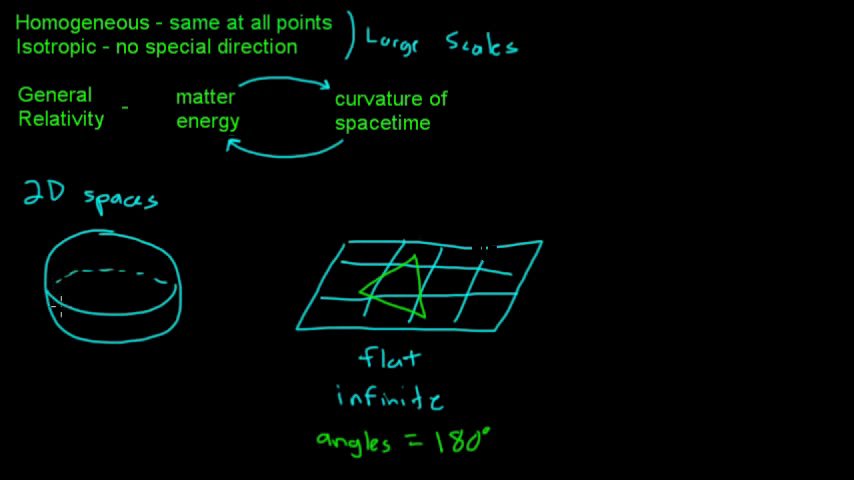 Homogeneous - same at all points
Isotropic - no special direction
Large Scales
General Relativity - matter energy
curvature of spacetime
2D spaces
flat
infinite
angles = 180°